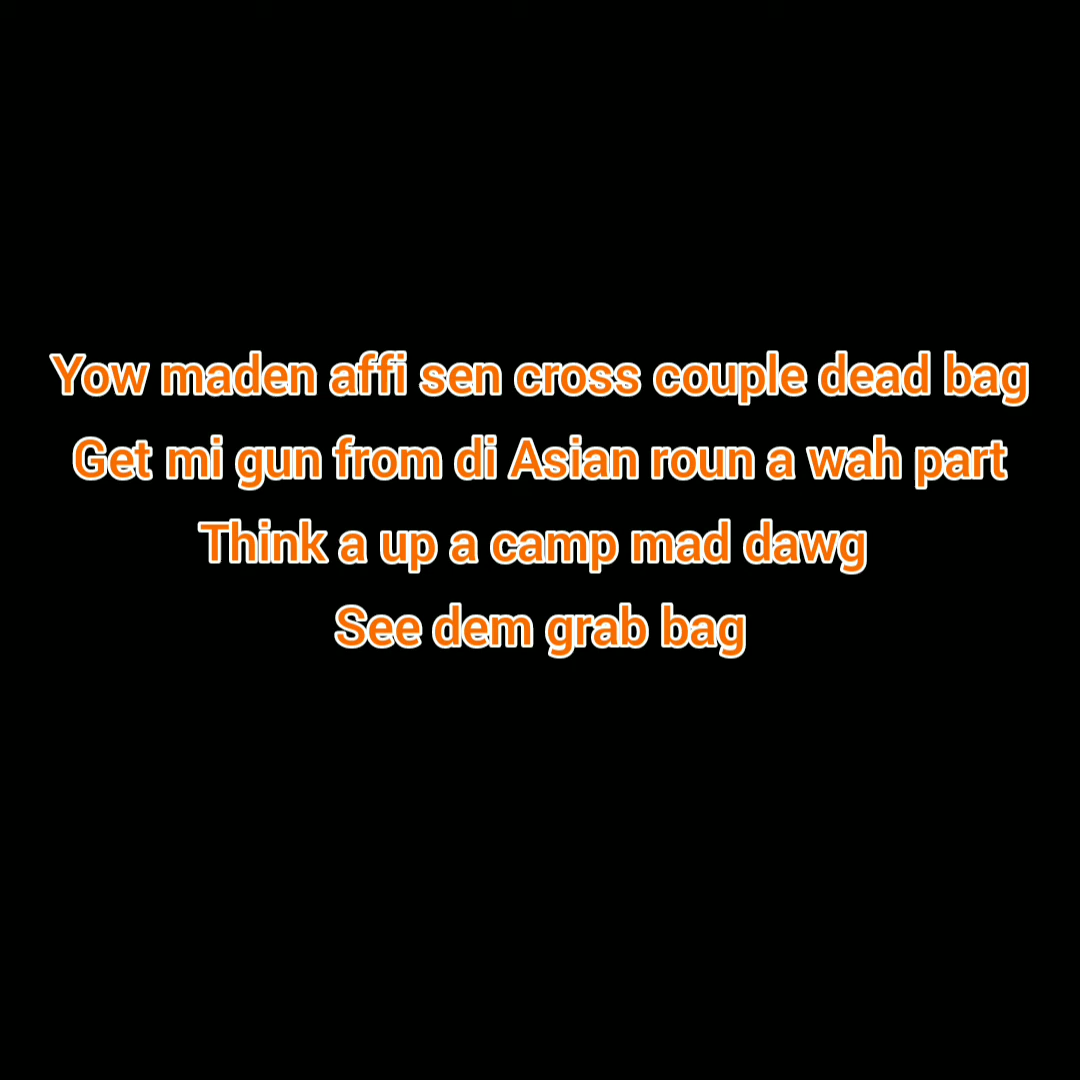 Yow maden affi sen cross couple dead bag
Get mi gun from di Asian roun a wah part
Think a up a camp mad dawg
See dem grab bag